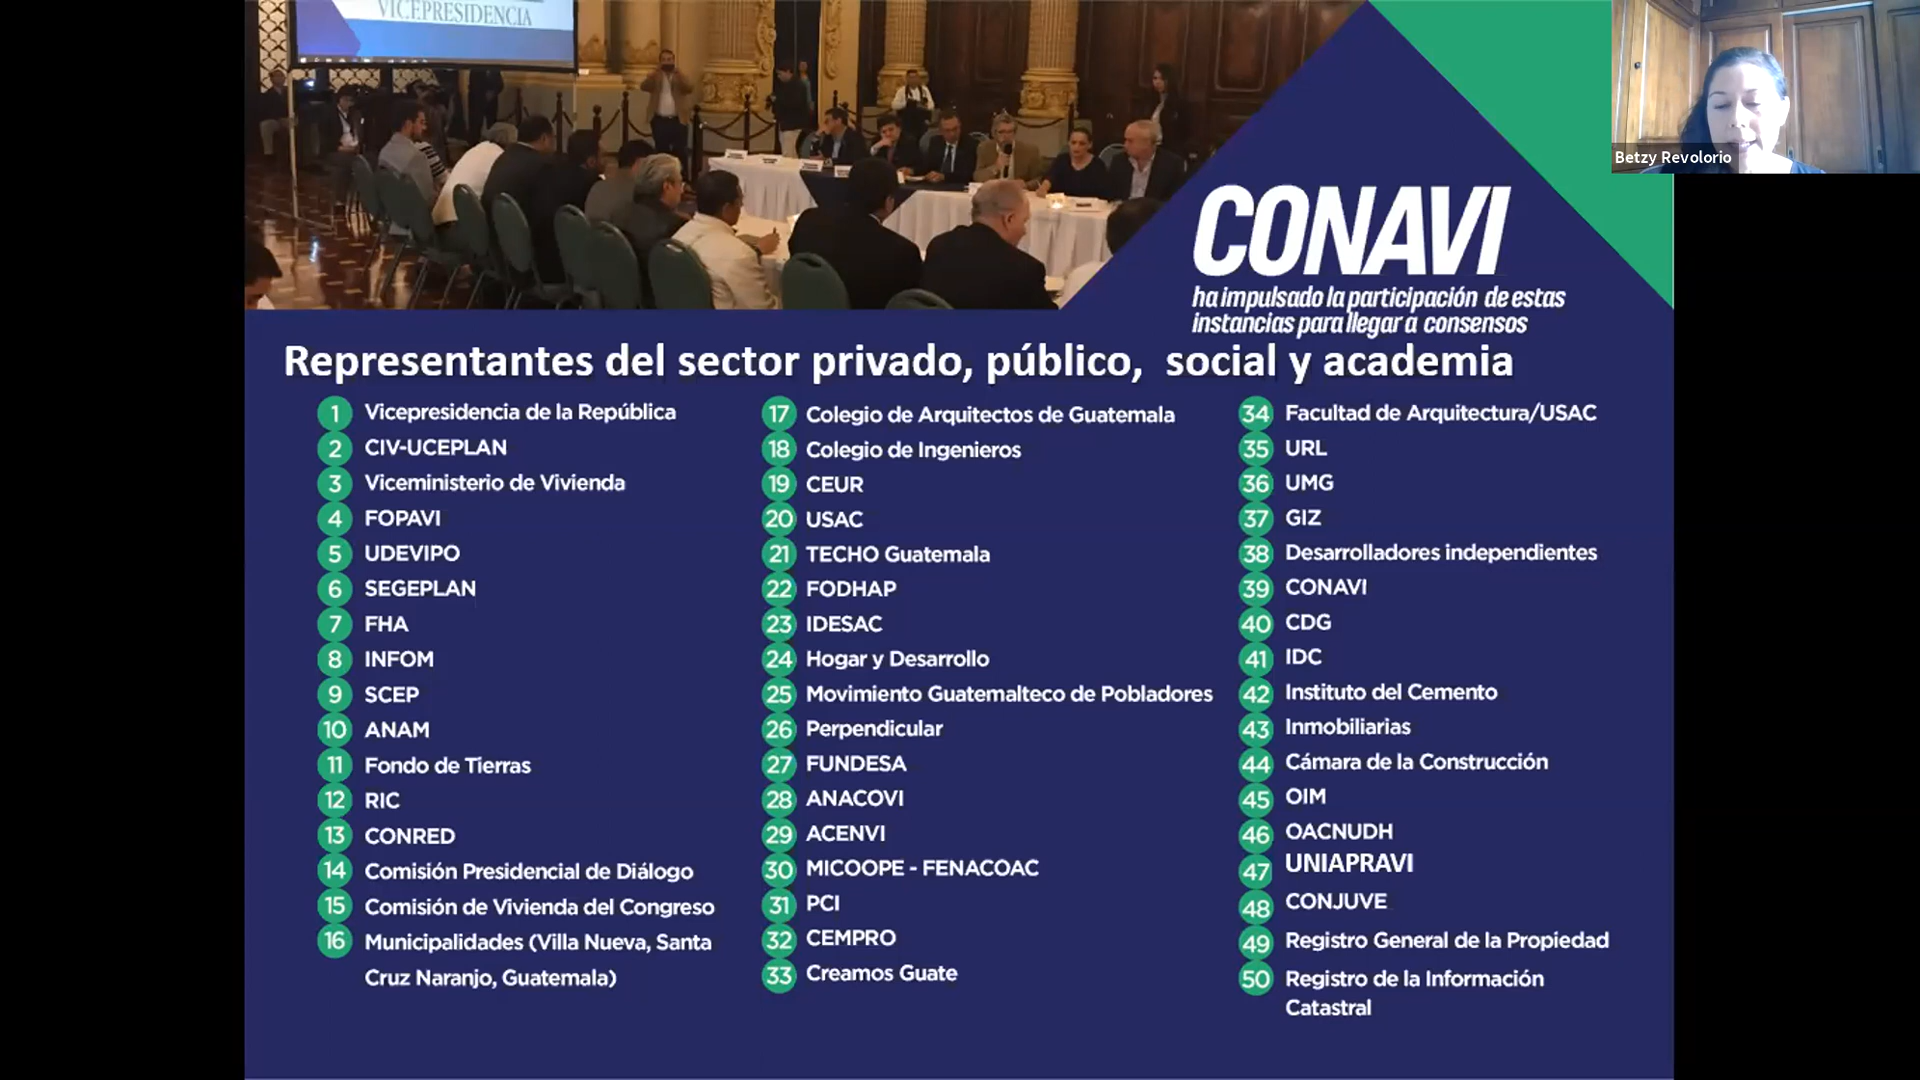 VICEPRESIDENCIA
Betzy Revolorio
CONAVI
ha impulsado la participación de estas
instancias para llegar a consensos
Representantes del sector privado, público, social y academia
1 Vicepresidencia de la República
2 CIV-UCEPLAN
3 Viceministerio de Vivienda
4 FOPAVI
5 UDEVIPO
6 SEGEPLAN
7 FHA
8 INFOM
9 SCEP
10 ANAM
11 Fondo de Tierras
12 RIC
13 CONRED
14 Comisión Presidencial de Diálogo
15 Comisión de Vivienda del Congreso
16 Municipalidades (Villa Nueva, Santa
Cruz Naranjo, Guatemala)
17 Colegio de Arquitectos de Guatemala
18 Colegio de Ingenieros
19 CEUR
20 USAC
21 TECHO Guatemala
22 FODHAP
23 IDESAC
24 Hogar y Desarrollo
25 Movimiento Guatemalteco de Pobladores
26 Perpendicular
27 FUNDESA
28 ANACOVI
29 ACENVI
30 MICOOPE - FENACOAC
31 PCI
32 CEMPRO
33 Creamos Guate
34 Facultad de Arquitectura/USAC
35 URL
36 UMG
37 GIZ
38 Desarrolladores independientes
39 CONAVI
40 CDG
41 IDC
42 Instituto del Cemento
43 Inmobiliarias
44 Cámara de la Construcción
45 OIM
46 OACNUDH
47 UNIAPRAVI
48 CONJUVE
49 Registro General de la Propiedad
50 Registro de la Información
Catastral